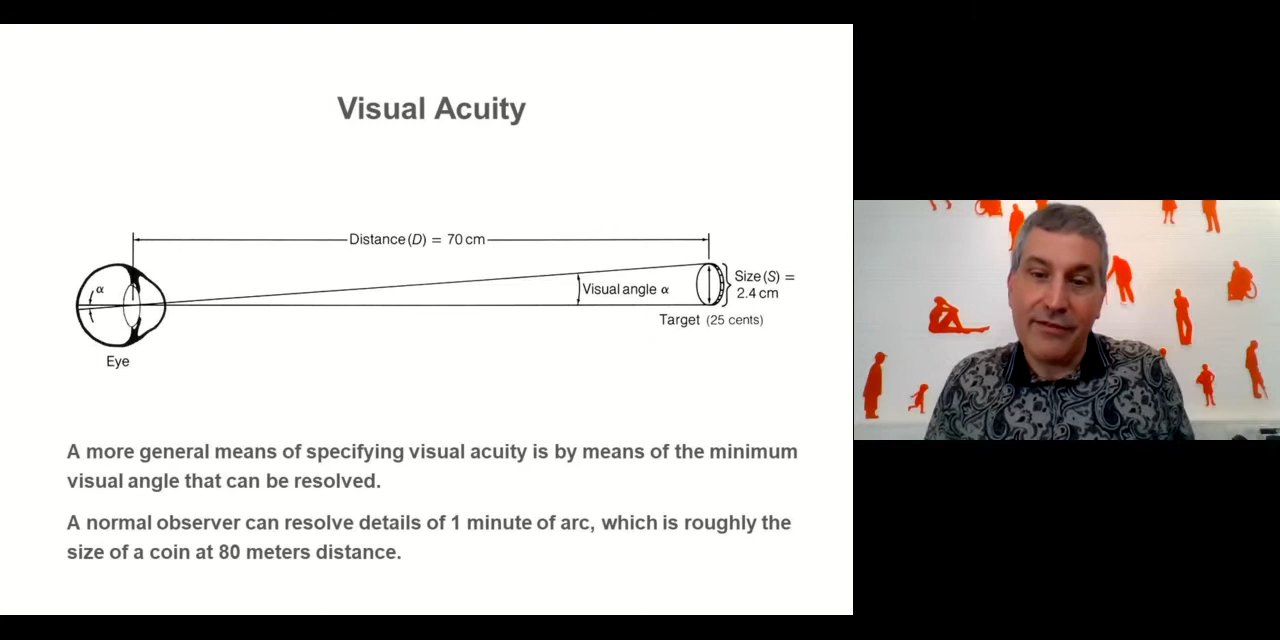 Visual Acuity
Distance (D) = 70 cm
α
Visual angle α
Size (S) =
2.4 cm
Target (25 cents)
Eye
A more general means of specifying visual acuity is by means of the minimum
visual angle that can be resolved.
A normal observer can resolve details of 1 minute of arc, which is roughly the
size of a coin at 80 meters distance.